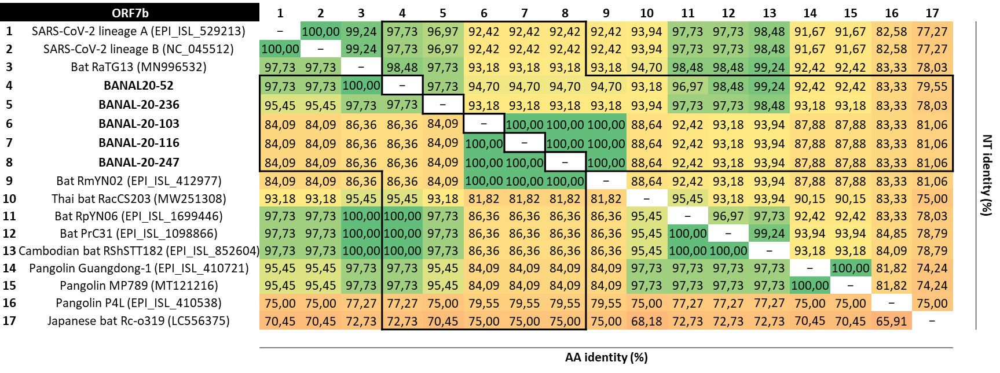 ORF7b 1 2 3 4 5 6 7 8 9 10 11 12 13 14 15 16 17
1 SARS-CoV-2 lineage A (EPI_ISL_529213) – 100,00 99,24 97,73 96,97 92,42 92,42 92,42 92,42 93,94 97,73 97,73 98,48 91,67 91,67 82,58 77,27
2 SARS-CoV-2 lineage B (NC_045512) 100,00 – 99,24 97,73 96,97 92,42 92,42 92,42 92,42 93,94 97,73 97,73 98,48 91,67 91,67 82,58 77,27
3 Bat RaTG13 (MN996532) 97,73 97,73 – 98,48 97,73 93,18 93,18 93,18 93,18 94,70 98,48 98,48 99,24 92,42 92,42 83,33 78,03
4 BANAL20-52 97,73 97,73 100,00 – 97,73 94,70 94,70 94,70 94,70 93,18 96,97 98,48 99,24 92,42 92,42 83,33 79,55
5 BANAL-20-236 95,45 95,45 97,73 97,73 – 93,18 93,18 93,18 93,18 93,94 97,73 97,73 98,48 93,18 93,18 83,33 78,03
6 BANAL-20-103 84,09 84,09 86,36 86,36 84,09 – 100,00 100,00 100,00 88,64 92,42 93,18 93,94 87,88 87,88 83,33 81,06
7 BANAL-20-116 84,09 84,09 86,36 86,36 84,09 100,00 – 100,00 100,00 88,64 92,42 93,18 93,94 87,88 87,88 83,33 81,06
8 BANAL-20-247 84,09 84,09 86,36 86,36 84,09 100,00 100,00 – 100,00 88,64 92,42 93,18 93,94 87,88 87,88 83,33 81,06
9 Bat RmYN02 (EPI_ISL_412977) 84,09 84,09 86,36 86,36 84,09 100,00 100,00 100,00 – 88,64 92,42 93,18 93,94 87,88 87,88 83,33 81,06
10 Thai bat RacCS203 (MW251308) 93,18 93,18 95,45 95,45 93,18 81,82 81,82 81,82 81,82 – 95,45 93,18 93,94 90,15 90,15 83,33 75,00
11 Bat RpYN06 (EPI_ISL_1699446) 97,73 97,73 100,00 100,00 97,73 86,36 86,36 86,36 86,36 95,45 – 96,97 97,73 92,42 92,42 83,33 78,03
12 Bat PrC31 (EPI_ISL_1098866) 97,73 97,73 100,00 100,00 97,73 86,36 86,36 86,36 86,36 95,45 100,00 – 99,24 93,94 93,94 84,85 78,79
13 Cambodian bat RShSTT182 (EPI_ISL_852604) 97,73 97,73 100,00 100,00 97,73 86,36 86,36 86,36 86,36 95,45 100,00 100,00 – 93,18 93,18 84,09 78,79
14 Pangolin Guangdong-1 (EPI_ISL_410721) 95,45 95,45 97,73 97,73 95,45 84,09 84,09 84,09 84,09 97,73 97,73 97,73 97,73 – 100,00 81,82 74,24
15 Pangolin MP789 (MT121216) 95,45 95,45 97,73 97,73 95,45 84,09 84,09 84,09 84,09 97,73 97,73 97,73 97,73 100,00 – 81,82 74,24
16 Pangolin P4L (EPI_ISL_410538) 75,00 75,00 77,27 77,27 75,00 79,55 79,55 79,55 79,55 75,00 77,27 77,27 77,27 75,00 75,00 – 75,00
17 Japanese bat Rc-o319 (LC556375) 70,45 70,45 72,73 72,73 70,45 75,00 75,00 75,00 75,00 68,18 72,73 72,73 72,73 70,45 70,45 65,91 –
NT identity (%)
AA identity (%)